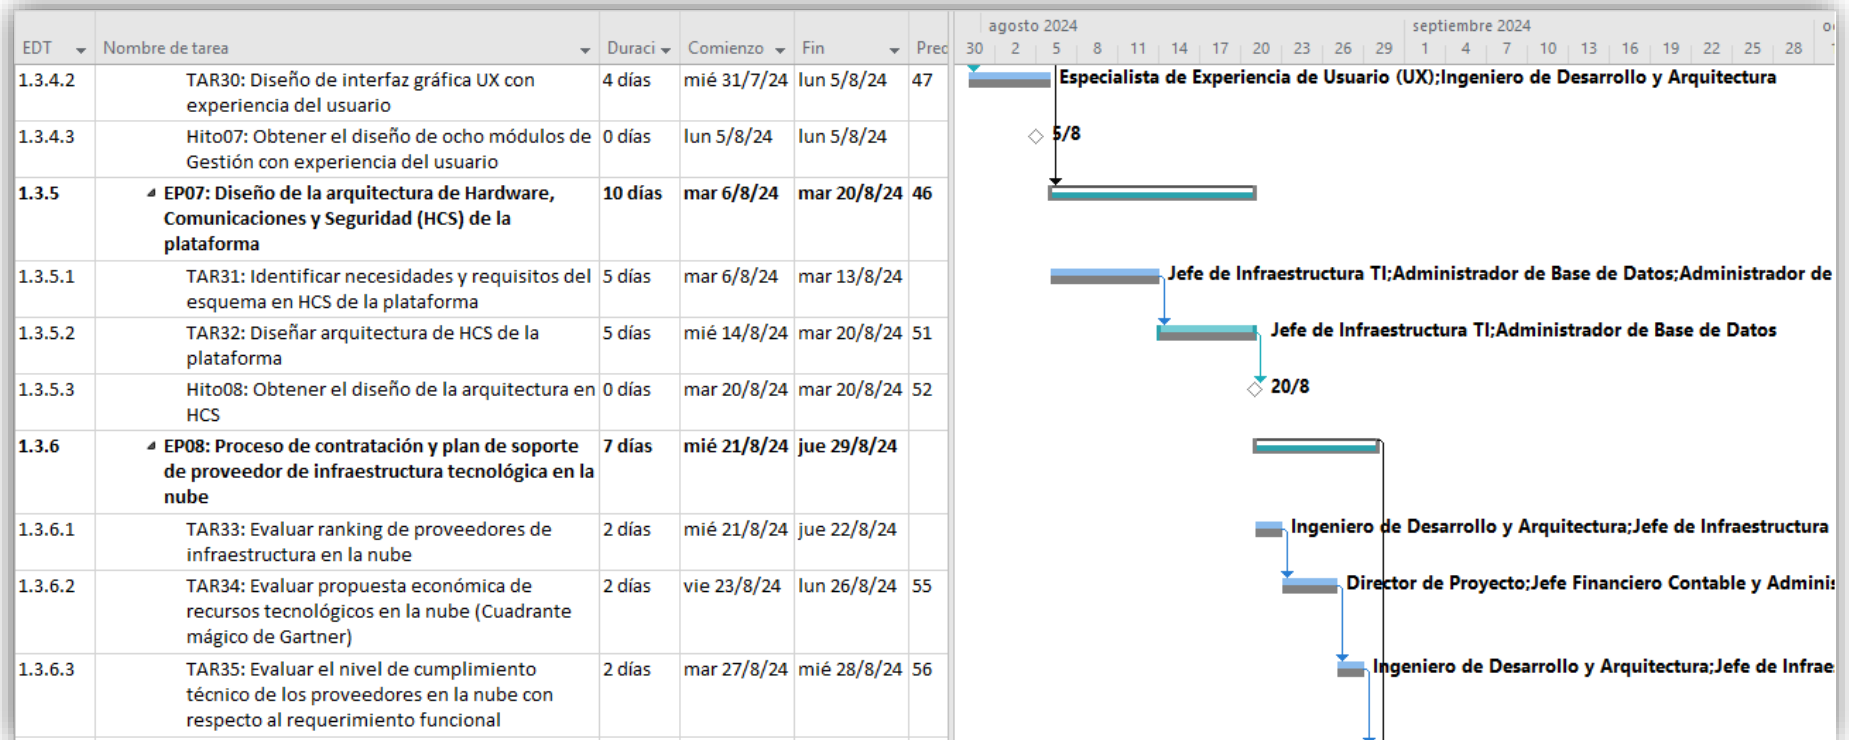 agosto 2024 septiembre 2024
EDT Nombre de tarea Duraci Comienzo Fin Pred 30 2 5 8 11 14 17 20 23 26 29 1 4 7 10 13 16 19 22 25 28
1.3.4.2 TAR30: Diseño de interfaz gráfica UX con 4 días mié 31/7/24 lun 5/8/24 47 Especialista de Experiencia de Usuario (UX);Ingeniero de Desarrollo y Arquitectura
experiencia del usuario
1.3.4.3 Hito07: Obtener el diseño de ocho módulos de 0 días lun 5/8/24 lun 5/8/24 5/8
Gestión con experiencia del usuario
1.3.5 EP07: Diseño de la arquitectura de Hardware, 10 días mar 6/8/24 mar 20/8/24 46
Comunicaciones y Seguridad (HCS) de la
plataforma
1.3.5.1 TAR31: Identificar necesidades y requisitos del 5 días mar 6/8/24 mar 13/8/24 Jefe de Infraestructura TI;Administrador de Base de Datos;Administrador de
esquema en HCS de la plataforma
1.3.5.2 TAR32: Diseñar arquitectura de HCS de la 5 días mié 14/8/24 mar 20/8/24 51 Jefe de Infraestructura TI;Administrador de Base de Datos
plataforma
1.3.5.3 Hito08: Obtener el diseño de la arquitectura en 0 días mar 20/8/24 mar 20/8/24 52 20/8
HCS
1.3.6 EP08: Proceso de contratación y plan de soporte 7 días mié 21/8/24 jue 29/8/24
de proveedor de infraestructura tecnológica en la
nube
1.3.6.1 TAR33: Evaluar ranking de proveedores de 2 días mié 21/8/24 jue 22/8/24 Ingeniero de Desarrollo y Arquitectura;Jefe de Infraestructura
infraestructura en la nube
1.3.6.2 TAR34: Evaluar propuesta económica de 2 días vie 23/8/24 lun 26/8/24 55 Director de Proyecto;Jefe Financiero Contable y Adminis
recursos tecnológicos en la nube (Cuadrante
mágico de Gartner)
1.3.6.3 TAR35: Evaluar el nivel de cumplimiento 2 días mar 27/8/24 mié 28/8/24 56 Ingeniero de Desarrollo y Arquitectura;Jefe de Infrae
técnico de los proveedores en la nube con
respecto al requerimiento funcional